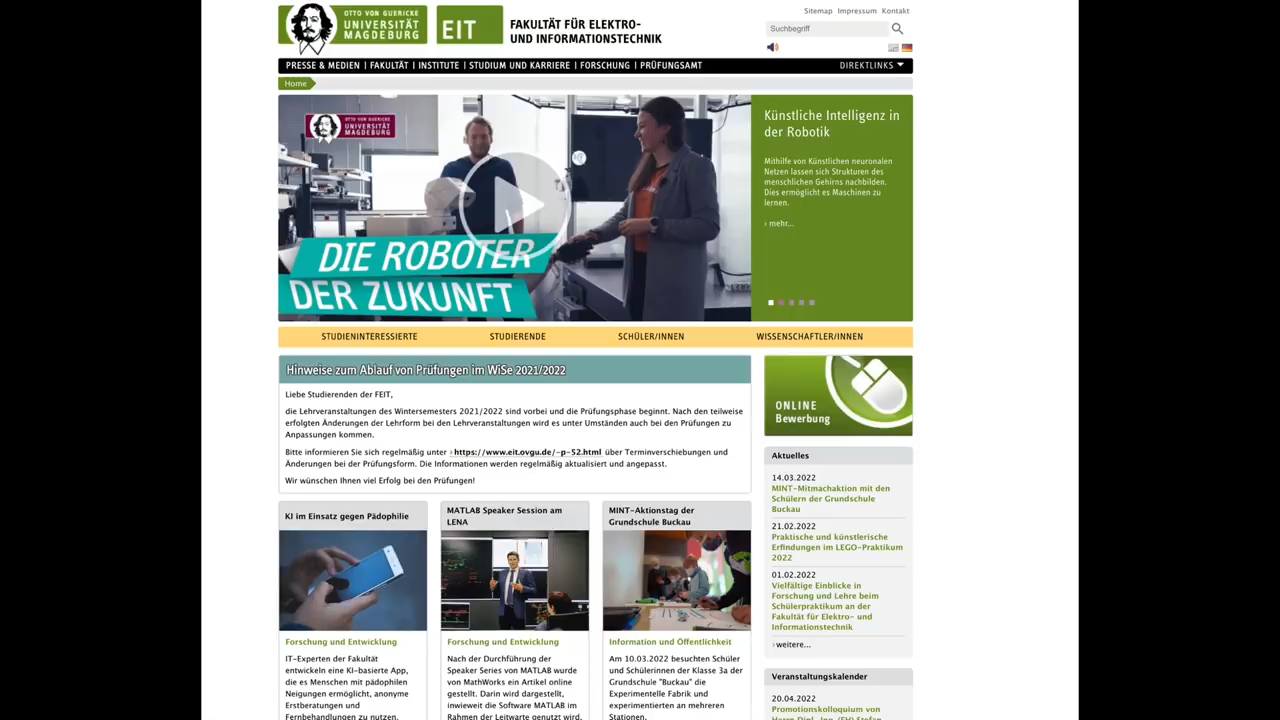 OTTO VON GUERICKE
UNIVERSITÄT
MAGDEBURG
EIT
FAKULTÄT FÜR ELEKTRO-
UND INFORMATIONSTECHNIK
Sitemap Impressum Kontakt
Suchbegriff
PRESSE & MEDIEN | FAKULTÄT | INSTITUTE | STUDIUM UND KARRIERE | FORSCHUNG | PRÜFUNGSAMT
DIREKTLINKS
Home
OTTO VON GUERICKE
UNIVERSITÄT
MAGDEBURG
DIE ROBOTER
DER ZUKUNFT
Künstliche Intelligenz in
der Robotik
Mithilfe von Künstlichen neuronalen
Netzen lassen sich Strukturen des
menschlichen Gehirns nachbilden.
Dies ermöglicht es Maschinen zu
lernen.
› mehr...
STUDIENINTERESSIERTE STUDIERENDE SCHÜLER/INNEN WISSENSCHAFTLER/INNEN
Hinweise zum Ablauf von Prüfungen im WiSe 2021/2022
Liebe Studierenden der FEIT,
die Lehrveranstaltungen des Wintersemesters 2021/2022 sind vorbei und die Prüfungsphase beginnt. Nach den teilweise
erfolgten Änderungen der Lehrform bei den Lehrveranstaltungen wird es unter Umständen auch bei den Prüfungen zu
Anpassungen kommen.
Bitte informieren Sie sich regelmäßig unter ›https://www.eit.ovgu.de/-p-52.html über Terminverschiebungen und
Änderungen bei der Prüfungsform. Die Informationen werden regelmäßig aktualisiert und angepasst.
Wir wünschen Ihnen viel Erfolg bei den Prüfungen!
KI im Einsatz gegen Pädophilie
Forschung und Entwicklung
IT-Experten der Fakultät
entwickeln eine KI-basierte App,
die es Menschen mit pädophilen
Neigungen ermöglicht, anonyme
Erstberatungen und
Fernbehandlungen zu nutzen.
MATLAB Speaker Session am
LENA
Forschung und Entwicklung
Nach der Durchführung der
Speaker Series von MATLAB wurde
von MathWorks ein Artikel online
gestellt. Darin wird dargestellt,
inwieweit die Software MATLAB im
Rahmen der Leitwarte genutzt wird.
MINT-Aktionstag der
Grundschule Buckau
Information und Öffentlichkeit
Am 10.03.2022 besuchten Schüler
und Schülerinnen der Klasse 3a der
Grundschule "Buckau" die
Experimentelle Fabrik und
experimentierten an mehreren
Stationen.
ONLINE
Bewerbung
Aktuelles
14.03.2022
MINT-Mitmachaktion mit den
Schülern der Grundschule
Buckau
21.02.2022
Praktische und künstlerische
Erfindungen im LEGO-Praktikum
2022
01.02.2022
Vielfältige Einblicke in
Forschung und Lehre beim
Schülerpraktikum an der
Fakultät für Elektro- und
Informationstechnik
›weitere...
Veranstaltungskalender
20.04.2022
Promotionskolloquium von
Herrn Dipl.-Ing. (FH) Stefan